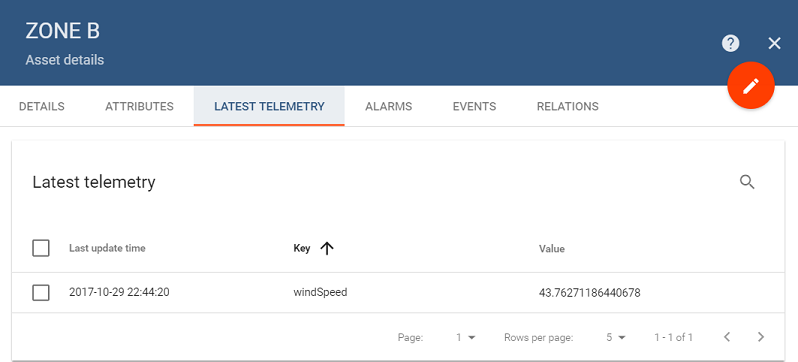 ZONE B
Asset details
?
DETAILS ATTRIBUTES LATEST TELEMETRY ALARMS EVENTS RELATIONS
Latest telemetry
Last update time Key Value
2017-10-29 22:44:20 windSpeed 43.76271186440678
Page: 1 Rows per page: 5 1 - 1 of 1